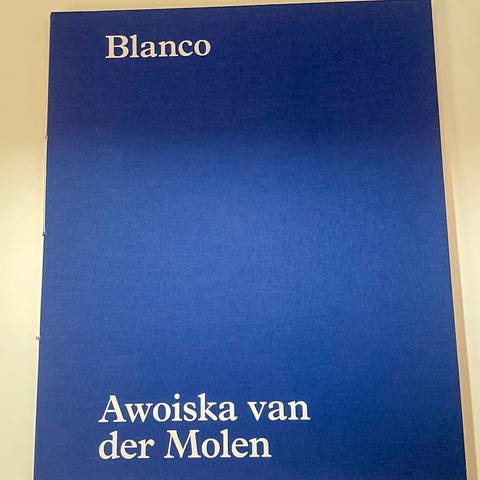 Blanco
Awoiska van
der Molen